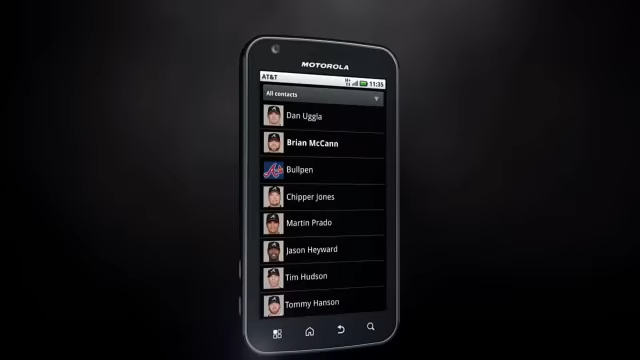 MOTOROLA
AT&T 11:35
All contacts
Dan Uggla
Brian McCann
Bullpen
Chipper Jones
Martin Prado
Jason Heyward
Tim Hudson
Tommy Hanson